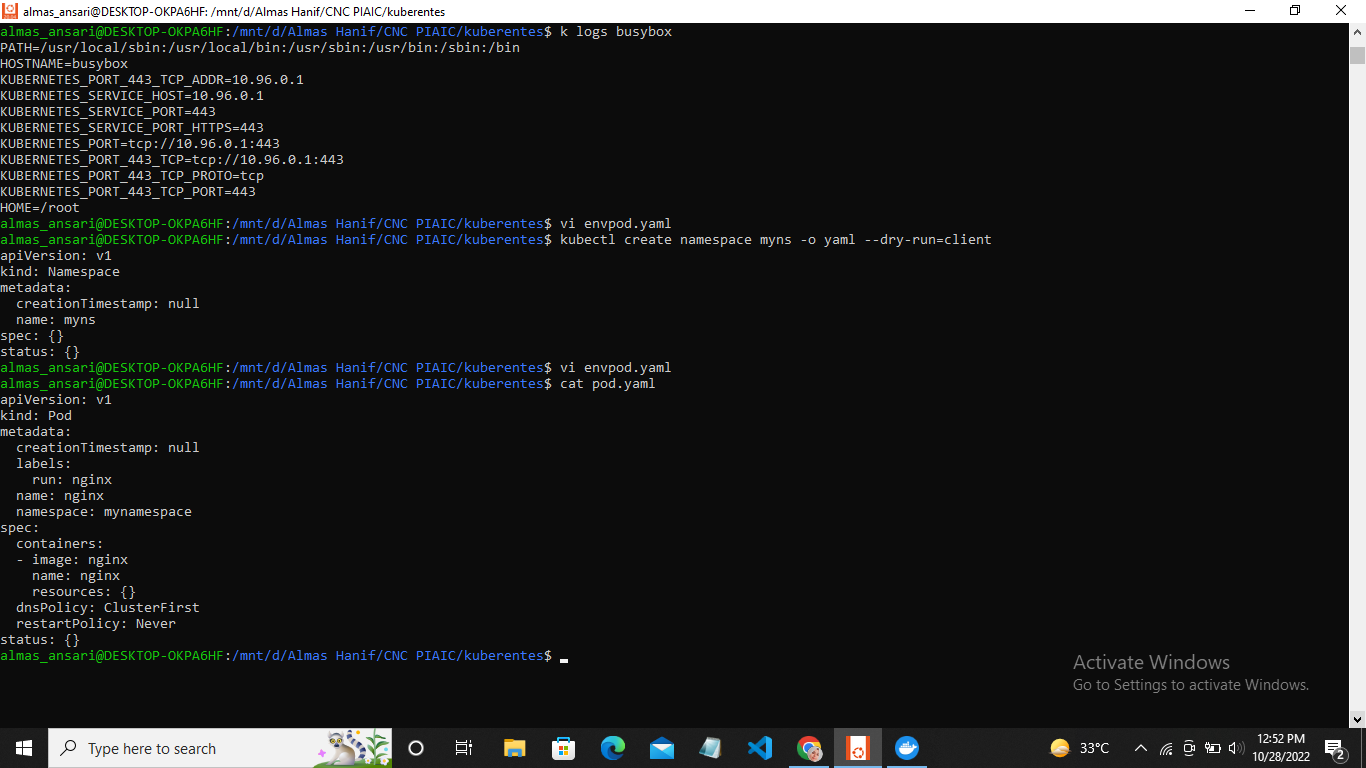 almas_ansari@DESKTOP-OKPA6HF: /mnt/d/Almas Hanif/CNC PIAIC/kuberentes
almas_ansari@DESKTOP-OKPA6HF:/mnt/d/Almas Hanif/CNC PIAIC/kuberentes$ k logs busybox
PATH=/usr/local/sbin:/usr/local/bin:/usr/sbin:/usr/bin:/sbin:/bin
HOSTNAME=busybox
KUBERNETES_PORT_443_TCP_ADDR=10.96.0.1
KUBERNETES_SERVICE_HOST=10.96.0.1
KUBERNETES_SERVICE_PORT=443
KUBERNETES_SERVICE_PORT_HTTPS=443
KUBERNETES_PORT=tcp://10.96.0.1:443
KUBERNETES_PORT_443_TCP=tcp://10.96.0.1:443
KUBERNETES_PORT_443_TCP_PROTO=tcp
KUBERNETES_PORT_443_TCP_PORT=443
HOME=/root
almas_ansari@DESKTOP-OKPA6HF:/mnt/d/Almas Hanif/CNC PIAIC/kuberentes$ vi envpod.yaml
almas_ansari@DESKTOP-OKPA6HF:/mnt/d/Almas Hanif/CNC PIAIC/kuberentes$ kubectl create namespace myns -o yaml --dry-run=client
apiVersion: v1
kind: Namespace
metadata:
  creationTimestamp: null
  name: myns
spec: {}
status: {}
almas_ansari@DESKTOP-OKPA6HF:/mnt/d/Almas Hanif/CNC PIAIC/kuberentes$ vi envpod.yaml
almas_ansari@DESKTOP-OKPA6HF:/mnt/d/Almas Hanif/CNC PIAIC/kuberentes$ cat pod.yaml
apiVersion: v1
kind: Pod
metadata:
  creationTimestamp: null
  labels:
    run: nginx
  name: nginx
  namespace: mynamespace
spec:
  containers:
  - image: nginx
    name: nginx
    resources: {}
  dnsPolicy: ClusterFirst
  restartPolicy: Never
status: {}
almas_ansari@DESKTOP-OKPA6HF:/mnt/d/Almas Hanif/CNC PIAIC/kuberentes$
Activate Windows
Go to Settings to activate Windows.
Type here to search
33°C
12:52 PM
10/28/2022
2